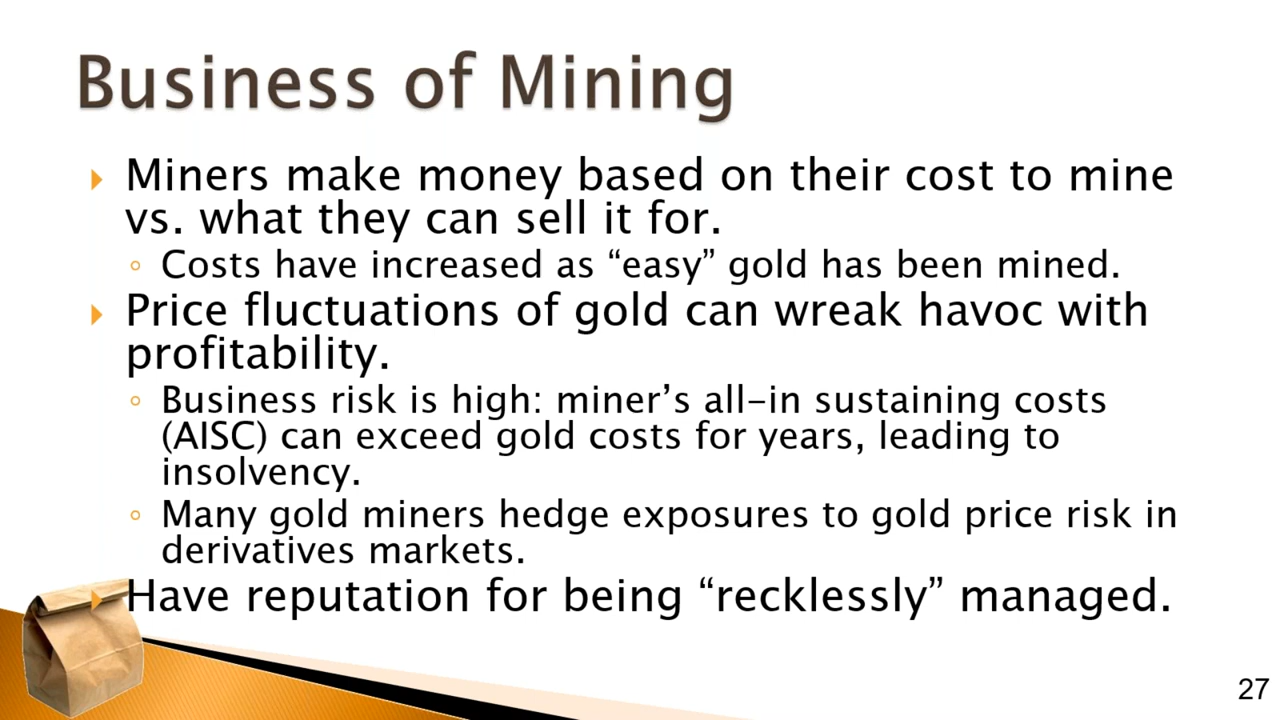 Business of Mining
Miners make money based on their cost to mine
vs. what they can sell it for.
Costs have increased as “easy” gold has been mined.
Price fluctuations of gold can wreak havoc with
profitability.
Business risk is high: miner’s all-in sustaining costs
(AISC) can exceed gold costs for years, leading to
insolvency.
Many gold miners hedge exposures to gold price risk in
derivatives markets.
Have reputation for being “recklessly” managed.
27